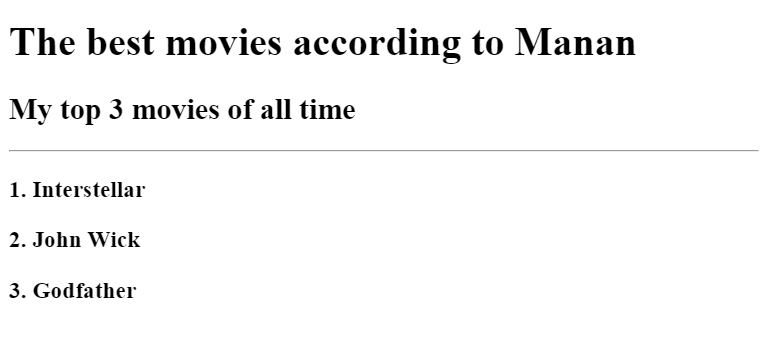 The best movies according to Manan
My top 3 movies of all time
1. Interstellar
2. John Wick
3. Godfather